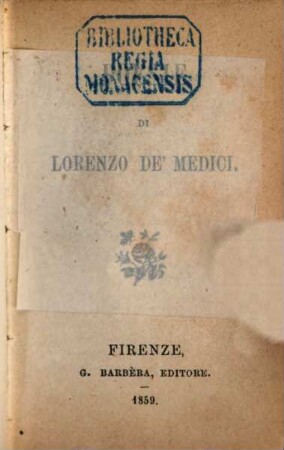 BIBLIOTHECA
REGIA
MONACENSIS
DI
LORENZO DE' MEDICI.
FIRENZE,
G. BARBÈRA, EDITORE.
—
1859.